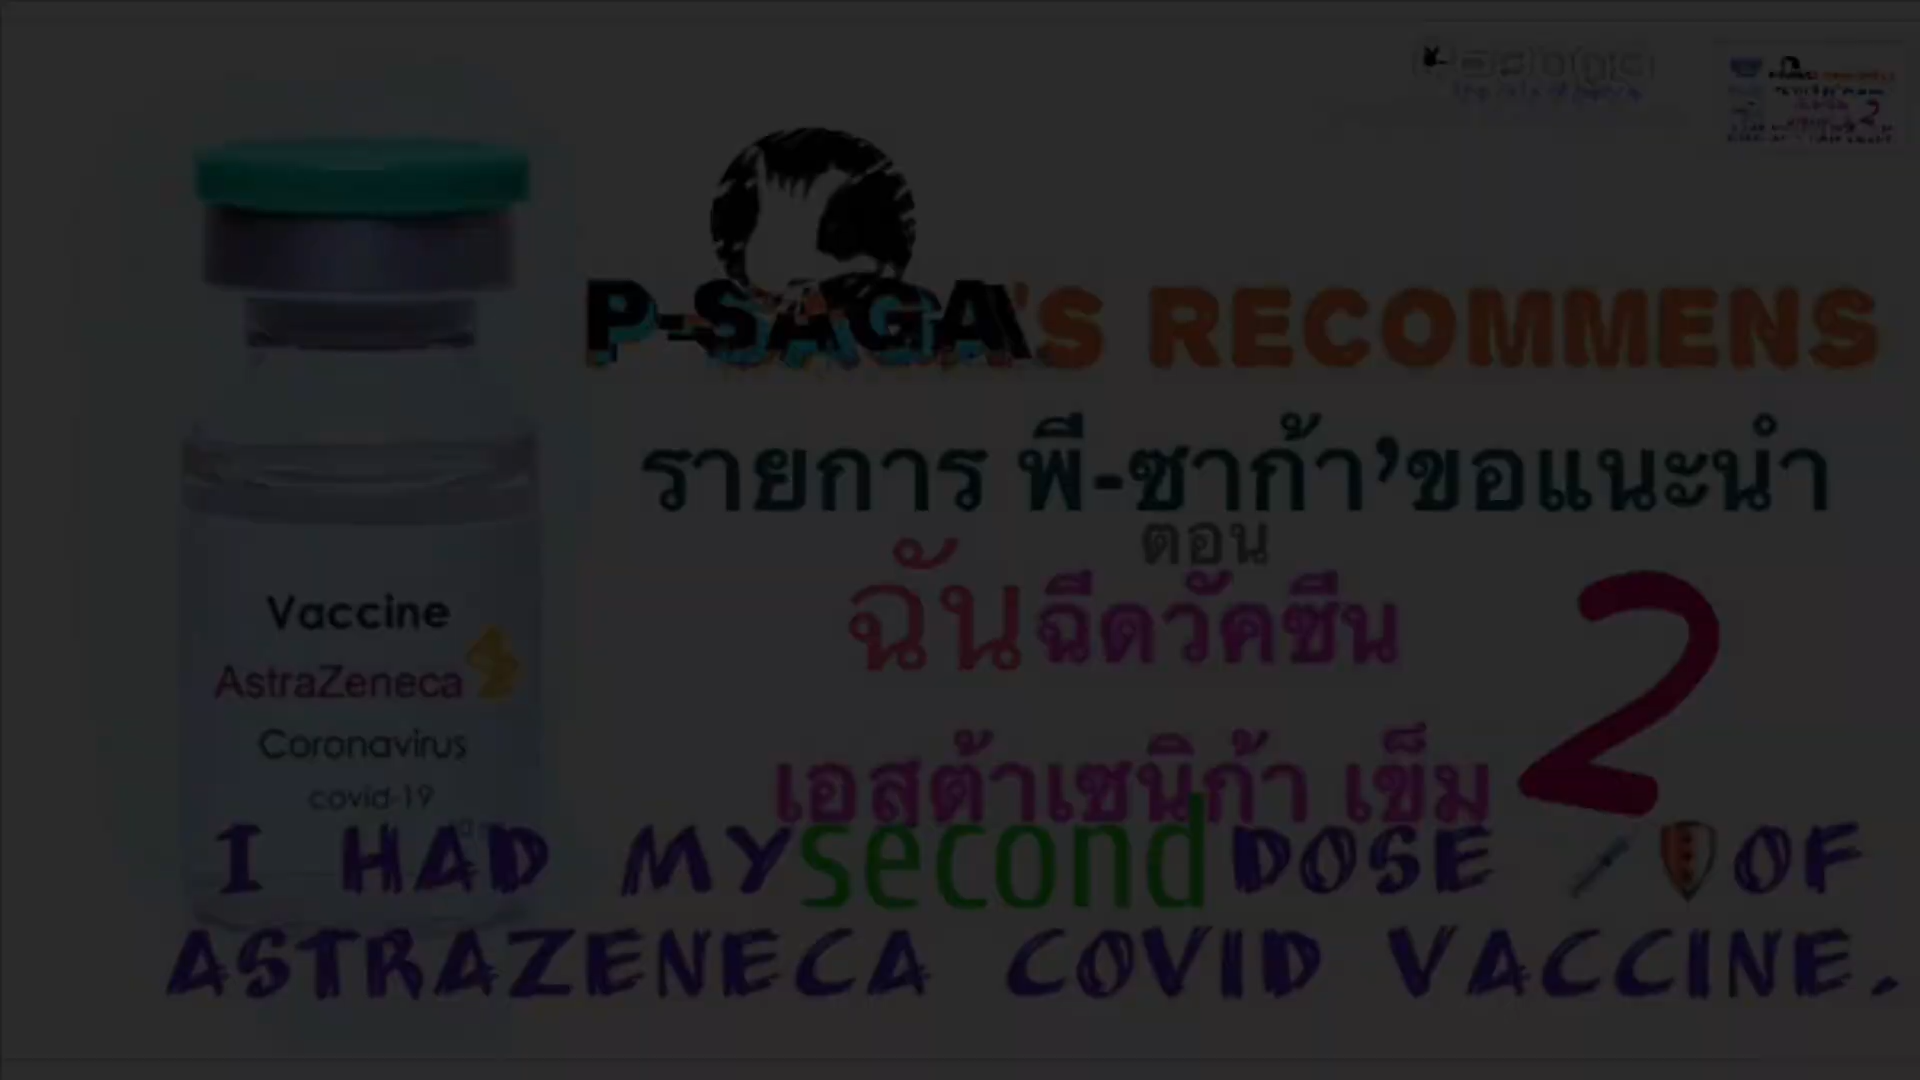 P-SAGA'S RECOMMENS
รายการ พี-ซาก้า’ขอแนะนำ
ตอน
ฉัน ฉีดวัคซีน
เอสต้าเซนิก้า เข็ม 2
Vaccine
AstraZeneca
Coronavirus
covid-19
I HAD MY second DOSE OF
ASTRAZENECA COVID VACCINE.